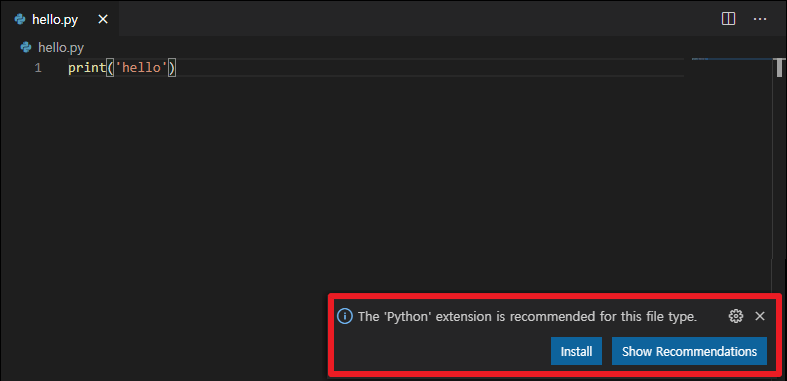 hello.py
hello.py
1 print('hello')
The 'Python' extension is recommended for this file type.
Install Show Recommendations